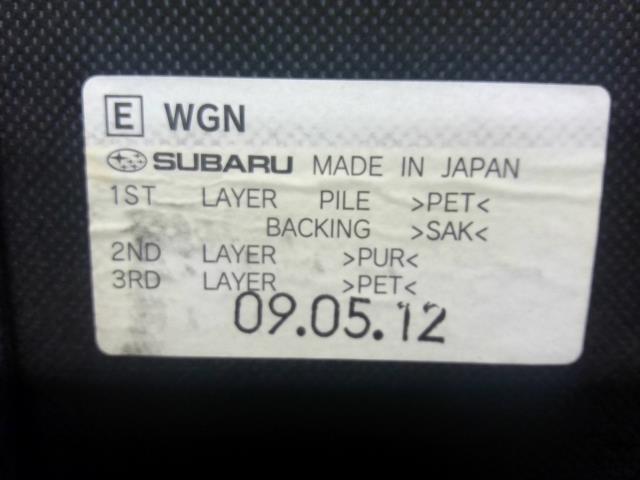 E WGN
SUBARU MADE IN JAPAN
1ST LAYER PILE >PET<
BACKING >SAK<
2ND LAYER >PUR<
3RD LAYER >PET<
09.05.12